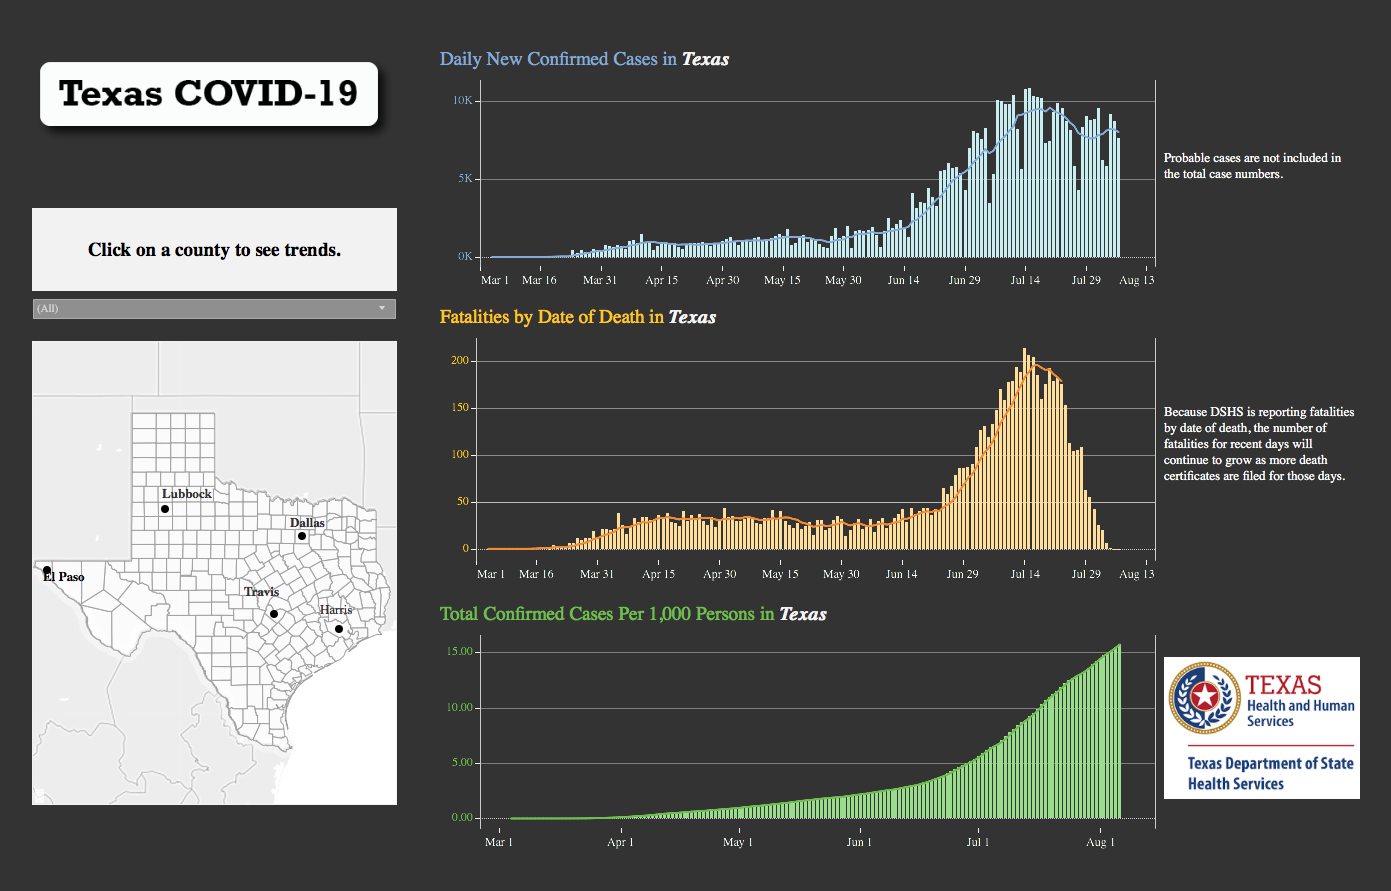 Texas COVID-19
Click on a county to see trends.
(All)
Lubbock
Dallas
El Paso
Travis
Harris
Daily New Confirmed Cases in Texas
10K
5K
0K
Mar 1 Mar 16 Mar 31 Apr 15 Apr 30 May 15 May 30 Jun 14 Jun 29 Jul 14 Jul 29 Aug 13
Probable cases are not included in
the total case numbers.
Fatalities by Date of Death in Texas
200
150
100
50
0
Mar 1 Mar 16 Mar 31 Apr 15 Apr 30 May 15 May 30 Jun 14 Jun 29 Jul 14 Jul 29 Aug 13
Because DSHS is reporting fatalities
by date of death, the number of
fatalities for recent days will
continue to grow as more death
certificates are filed for those days.
Total Confirmed Cases Per 1,000 Persons in Texas
15.00
10.00
5.00
0.00
Mar 1 Apr 1 May 1 Jun 1 Jul 1 Aug 1
TEXAS
Health and Human
Services
Texas Department of State
Health Services